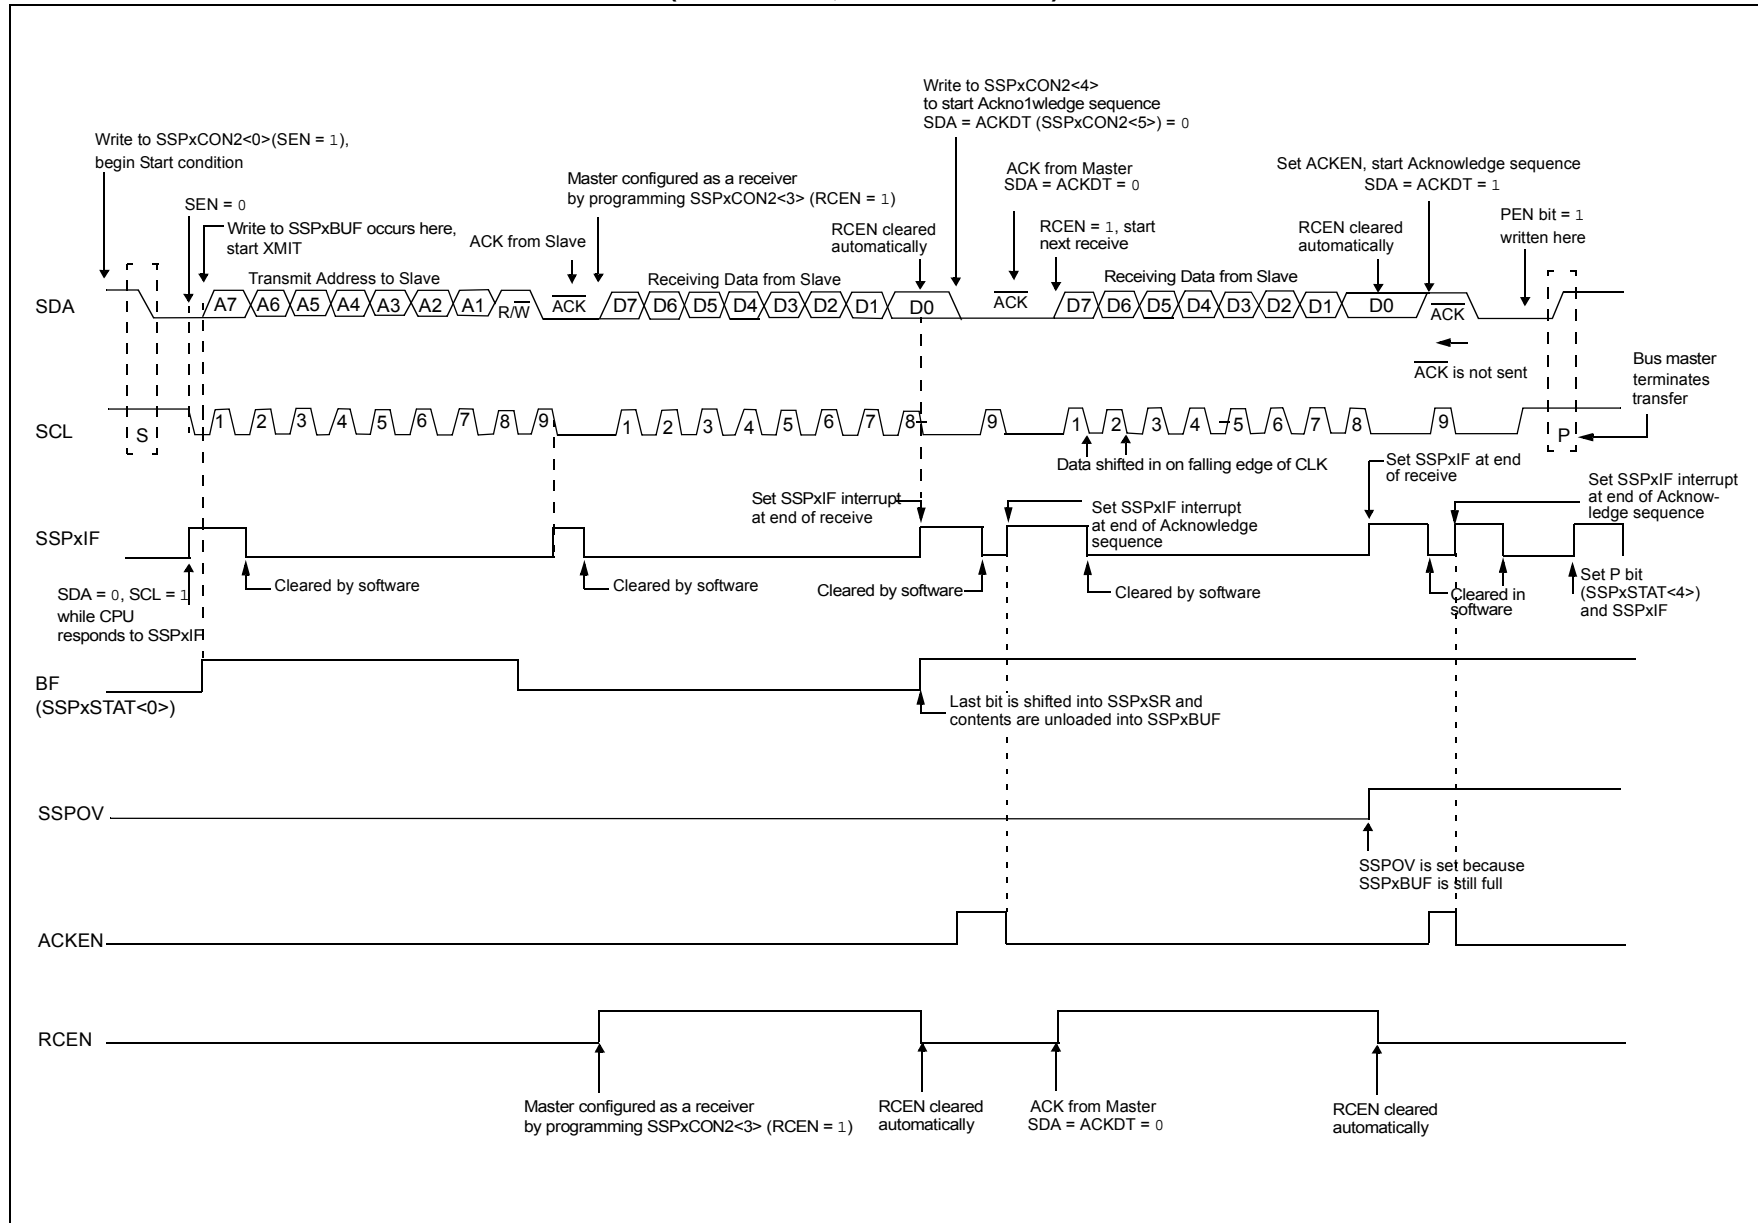 Write to SSPxCON2<4>
to start Ackno1wledge sequence
SDA = ACKDT (SSPxCON2<5>) = 0
Write to SSPxCON2<0>(SEN = 1),
begin Start condition
ACK from Master
SDA = ACKDT = 0
Set ACKEN, start Acknowledge sequence
SDA = ACKDT = 1
Master configured as a receiver
by programming SSPxCON2<3> (RCEN = 1)
SEN = 0
Write to SSPxBUF occurs here,
start XMIT
ACK from Slave
RCEN cleared
automatically
RCEN = 1, start
next receive
RCEN cleared
automatically
PEN bit = 1
written here
Transmit Address to Slave
Receiving Data from Slave
Receiving Data from Slave
SDA A7 A6 A5 A4 A3 A2 A1 R/W ACK D7 D6 D5 D4 D3 D2 D1 D0 ACK D7 D6 D5 D4 D3 D2 D1 D0 ACK
ACK is not sent
Bus master
terminates
transfer
SCL S 1 2 3 4 5 6 7 8 9 1 2 3 4 5 6 7 8 9 1 2 3 4 5 6 7 8 9 P
Data shifted in on falling edge of CLK
Set SSPxIF at end
of receive
Set SSPxIF interrupt
at end of receive
Set SSPxIF interrupt
at end of Acknowledge
sequence
Set SSPxIF interrupt
at end of Acknow-
ledge sequence
SSPxIF
Cleared by software
Cleared by software
Cleared by software
Cleared by software
Cleared in
software
Set P bit
(SSPxSTAT<4>)
and SSPxIF
SDA = 0, SCL = 1
while CPU
responds to SSPxIF
BF
(SSPxSTAT<0>)
Last bit is shifted into SSPxSR and
contents are unloaded into SSPxBUF
SSPOV
SSPOV is set because
SSPxBUF is still full
ACKEN
RCEN
Master configured as a receiver
by programming SSPxCON2<3> (RCEN = 1)
RCEN cleared
automatically
ACK from Master
SDA = ACKDT = 0
RCEN cleared
automatically